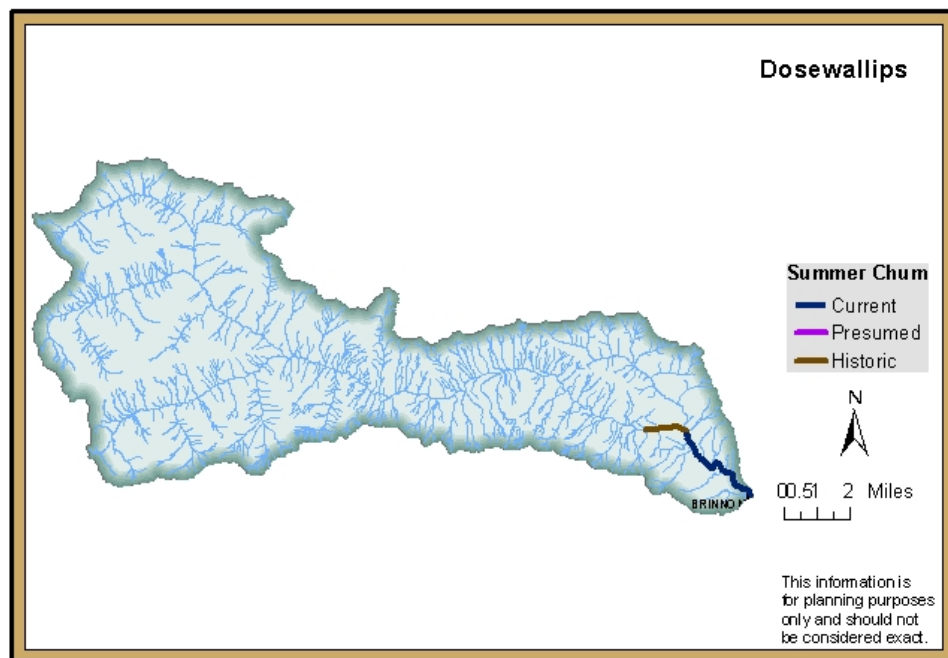 Dosewallips
Summer Chum
Current
Presumed
Historic
N
00.51 2 Miles
BRINNO
This information is
for planning purposes
only and should not
be considered exact.